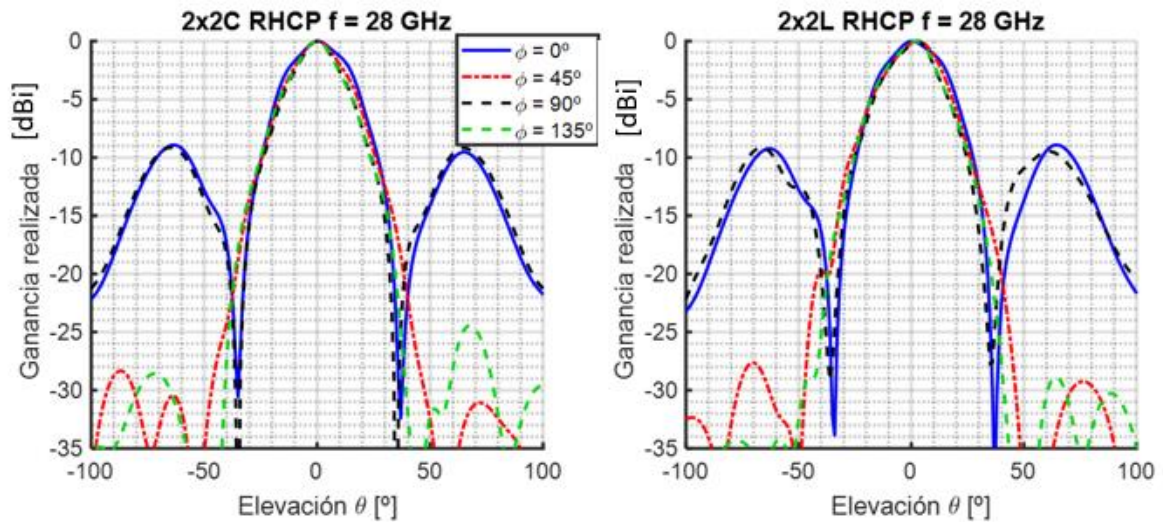 2x2C RHCP f = 28 GHz
0
-5
-10
-15
-20
-25
-30
-35
-100
-50
0
50
100
Ganancia realizada [dBi]
Elevación θ [º]
ϕ = 0º
ϕ = 45º
ϕ = 90º
ϕ = 135º
2x2L RHCP f = 28 GHz
0
-5
-10
-15
-20
-25
-30
-35
-100
-50
0
50
100
Ganancia realizada [dBi]
Elevación θ [º]